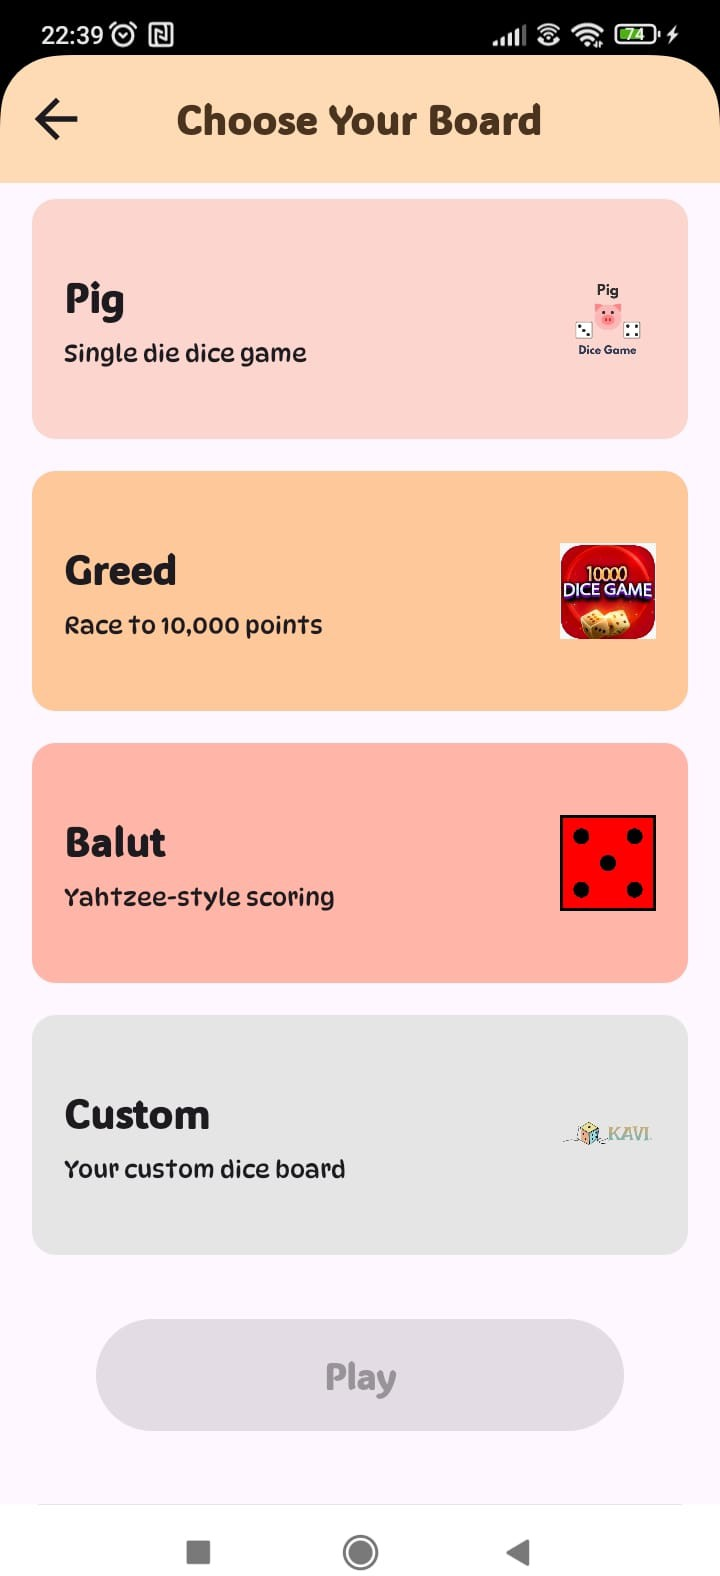 22:39
74
Choose Your Board
Pig
Single die dice game
Pig
Dice Game
Greed
Race to 10,000 points
10000
DICE GAME
Balut
Yahtzee-style scoring
Custom
Your custom dice board
KAVI
Play